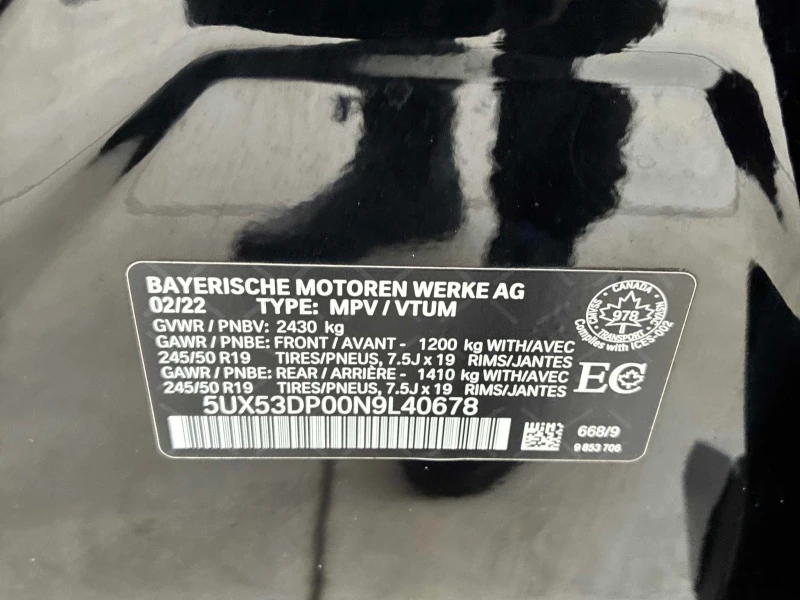 BAYERISCHE MOTOREN WERKE AG
02/22 TYPE: MPV / VTUM
GVWR / PNBV: 2430 kg
GAWR / PNBE: FRONT / AVANT - 1200 kg WITH/AVEC
245/50 R19 TIRES/PNEUS, 7.5J x 19 RIMS/JANTES
GAWR / PNBE: REAR / ARRIÈRE - 1410 kg WITH/AVEC
245/50 R19 TIRES/PNEUS, 7.5J x 19 RIMS/JANTES
5UX53DP00N9L40678
CANADA
NSVAC
978
SSVAC
TRANSPORT
Complies with ICES-002
EC
668/9
9 853 706